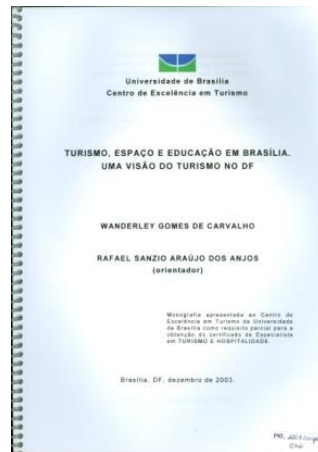 Universidade de Brasília
Centro de Excelência em Turismo
TURISMO, ESPAÇO E EDUCAÇÃO EM BRASÍLIA.
UMA VISÃO DO TURISMO NO DF
WANDERLEY GOMES DE CARVALHO
RAFAEL SANZIO ARAÚJO DOS ANJOS
(orientador)
Monografia apresentada ao Centro de
Excelência em Turismo da Universidade
de Brasília como requisito parcial para a
obtenção do certificado de Especialista
em TURISMO E HOSPITALIDADE.
Brasília, DF, dezembro de 2003.